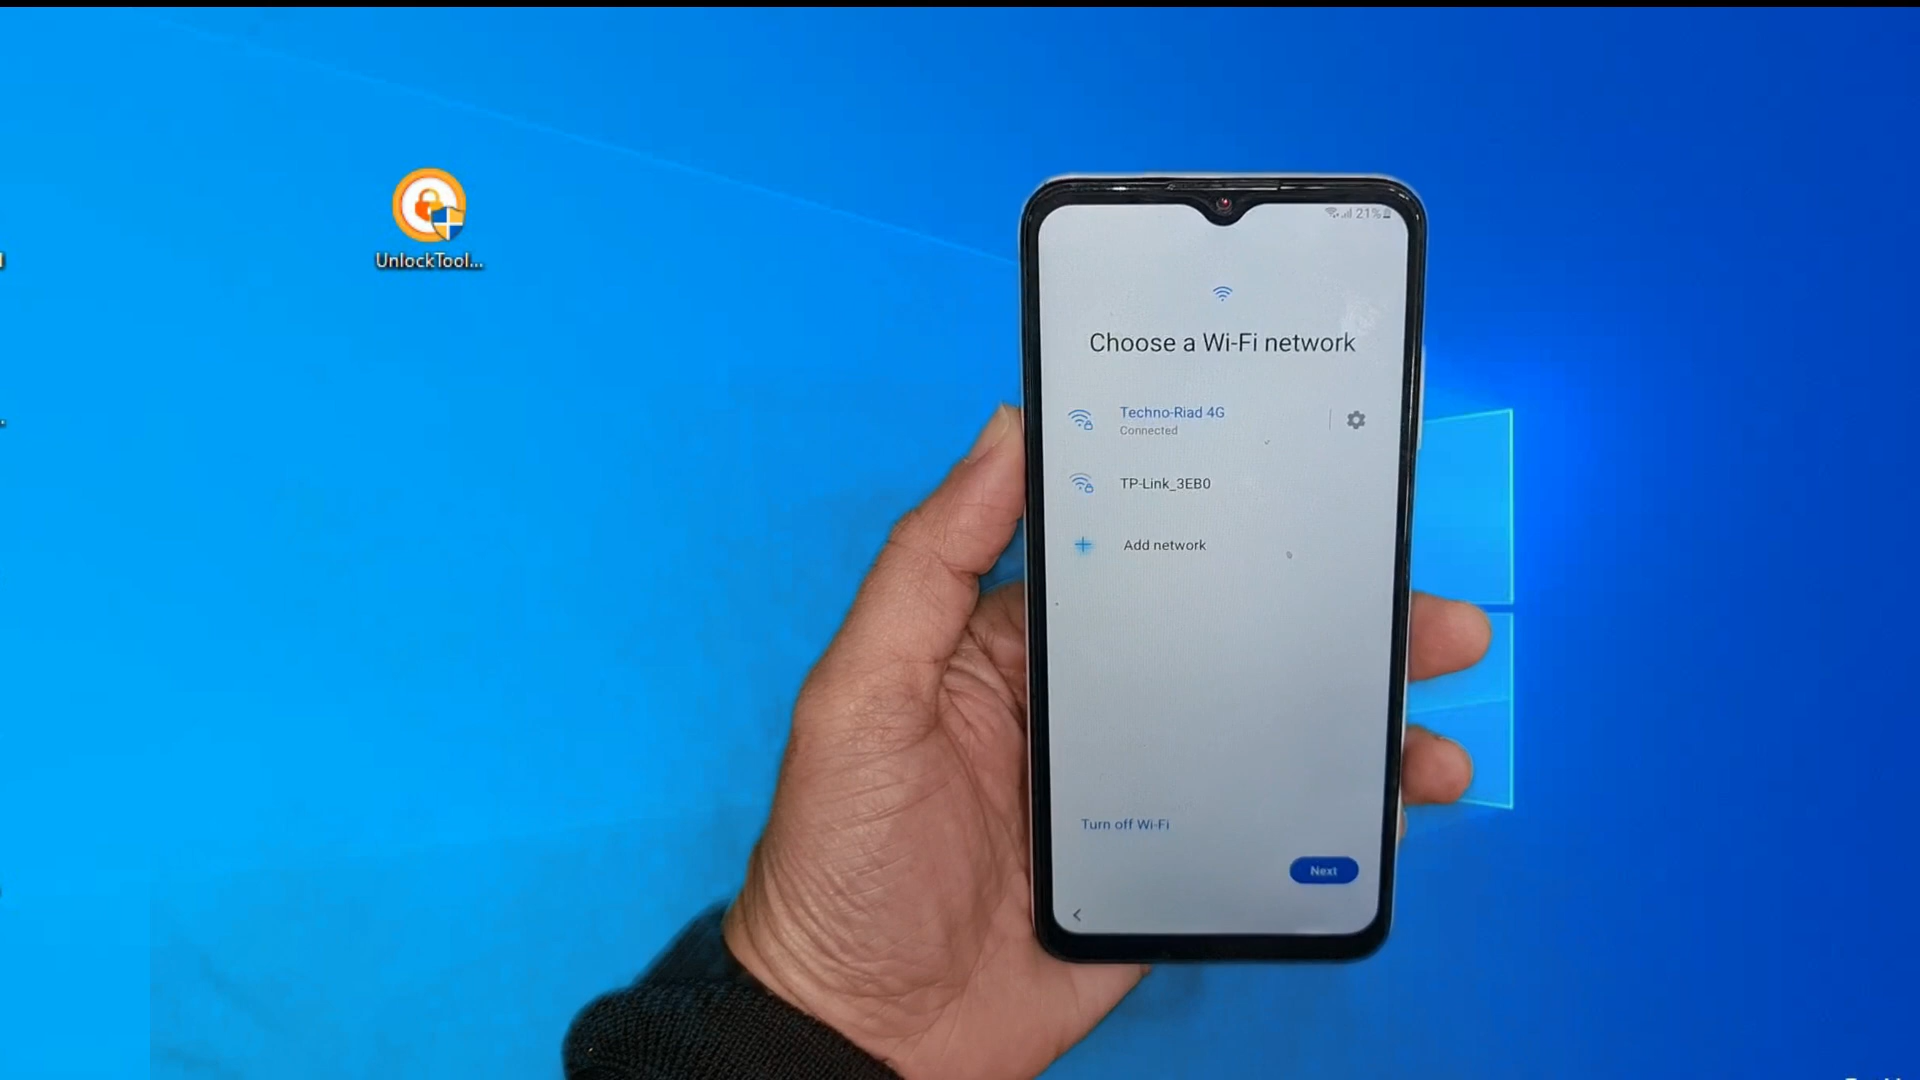 UnlockTool...
21%
Choose a Wi-Fi network
Techno-Riad 4G
Connected
TP-Link_3EB0
Add network
Turn off Wi-Fi
Next